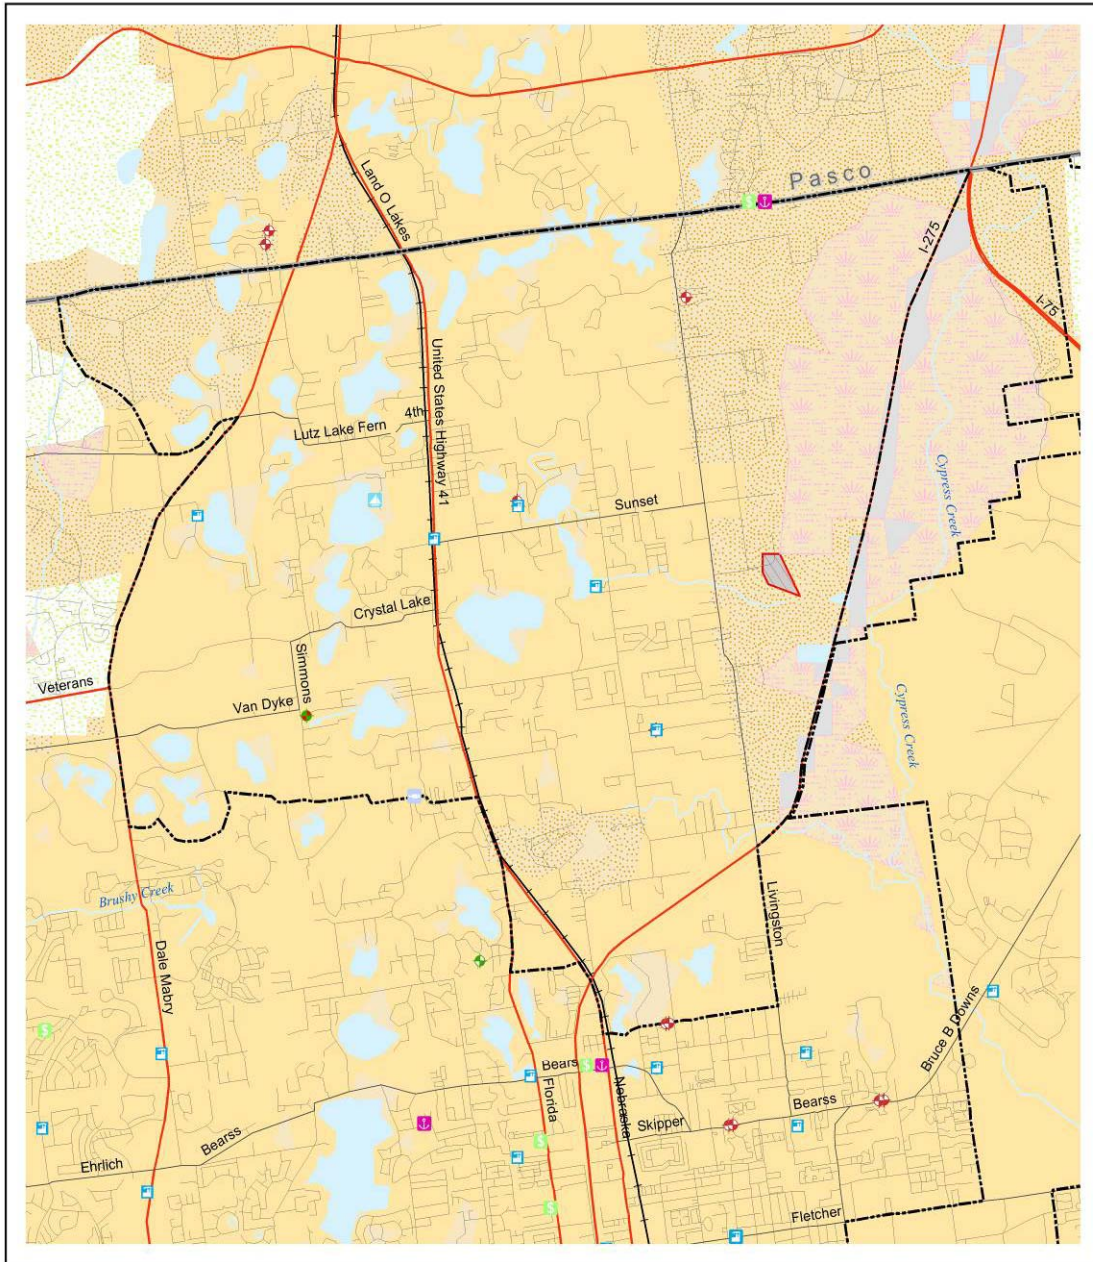 Pasco
Land O Lakes
I-275
I-75
United States Highway 41
4th
Lutz Lake Fern
Cypress Creek
Sunset
Crystal Lake
Simmons
Veterans
Van Dyke
Cypress Creek
Brushy Creek
Livingston
Dale Mabry
Bruce B Downs
Bears
Florida
Nebraska
Bearss
Skipper
Bearss
Ehrlich
Fletcher